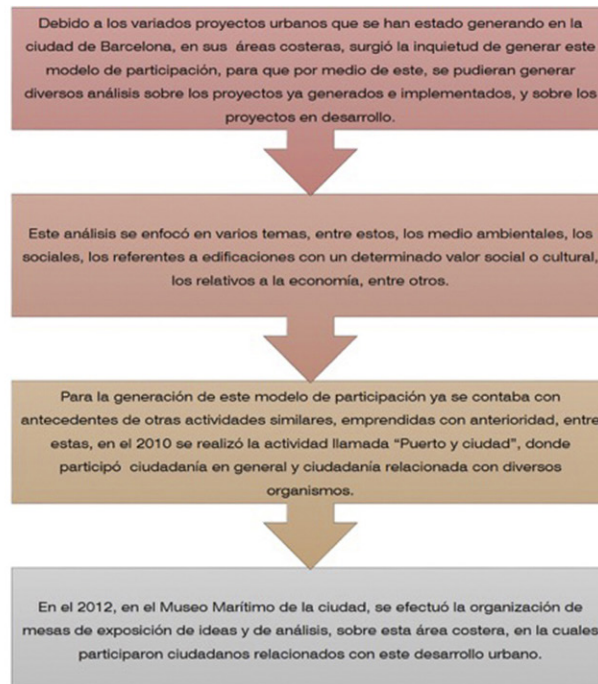 Debido a los variados proyectos urbanos que se han estado generando en la
ciudad de Barcelona, en sus áreas costeras, surgió la inquietud de generar este
modelo de participación, para que por medio de este, se pudieran generar
diversos análisis sobre los proyectos ya generados e implementados, y sobre los
proyectos en desarrollo.
Este análisis se enfocó en varios temas, entre estos, los medio ambientales, los
sociales, los referentes a edificaciones con un determinado valor social o cultural,
los relativos a la economía, entre otros.
Para la generación de este modelo de participación ya se contaba con
antecedentes de otras actividades similares, emprendidas con anterioridad, entre
estas, en el 2010 se realizó la actividad llamada “Puerto y ciudad”, donde
participó ciudadanía en general y ciudadanía relacionada con diversos
organismos.
En el 2012, en el Museo Marítimo de la ciudad, se efectuó la organización de
mesas de exposición de ideas y de análisis, sobre esta área costera, en la cuales
participaron ciudadanos relacionados con este desarrollo urbano.